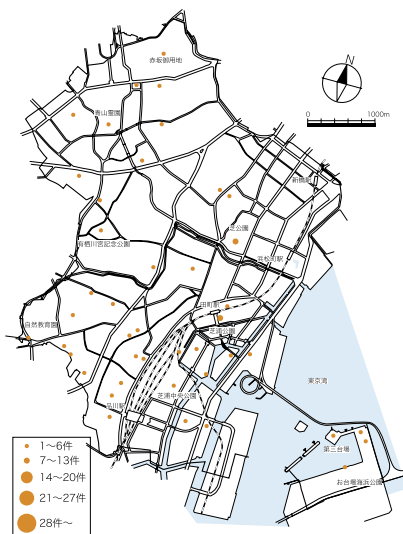 赤坂御用地
N
0 1000m
青山霊園
新橋駅
芝公園
有栖川宮記念公園
浜松町駅
田町駅
自然教育園
芝浦公園
東京湾
芝浦中央公園
品川駅
第三台場
お台場海浜公園
1〜6件
7〜13件
14〜20件
21〜27件
28件〜